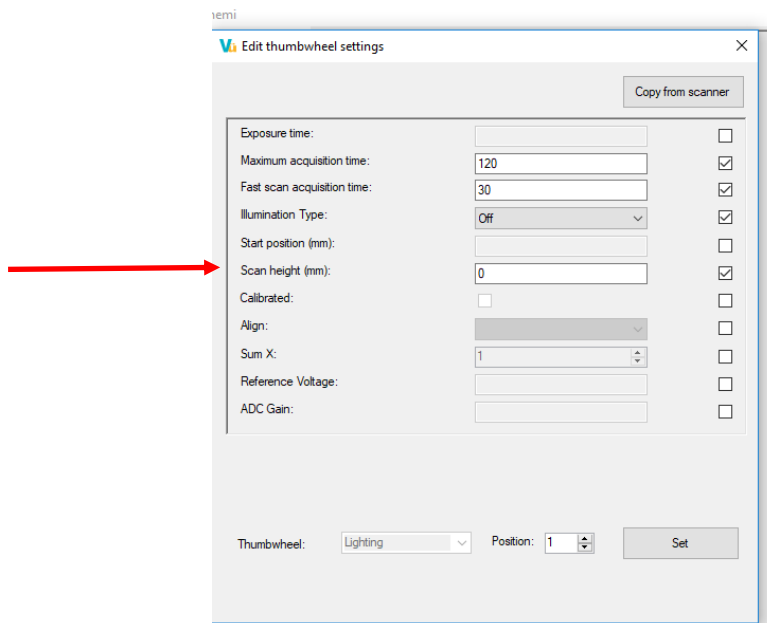 Edit thumbwheel settings
Copy from scanner
Exposure time:
Maximum acquisition time: 120
Fast scan acquisition time: 30
Illumination Type: Off
Start position (mm):
Scan height (mm): 0
Calibrated:
Align:
Sum X: 1
Reference Voltage:
ADC Gain:
Thumbwheel: Lighting Position: 1 Set